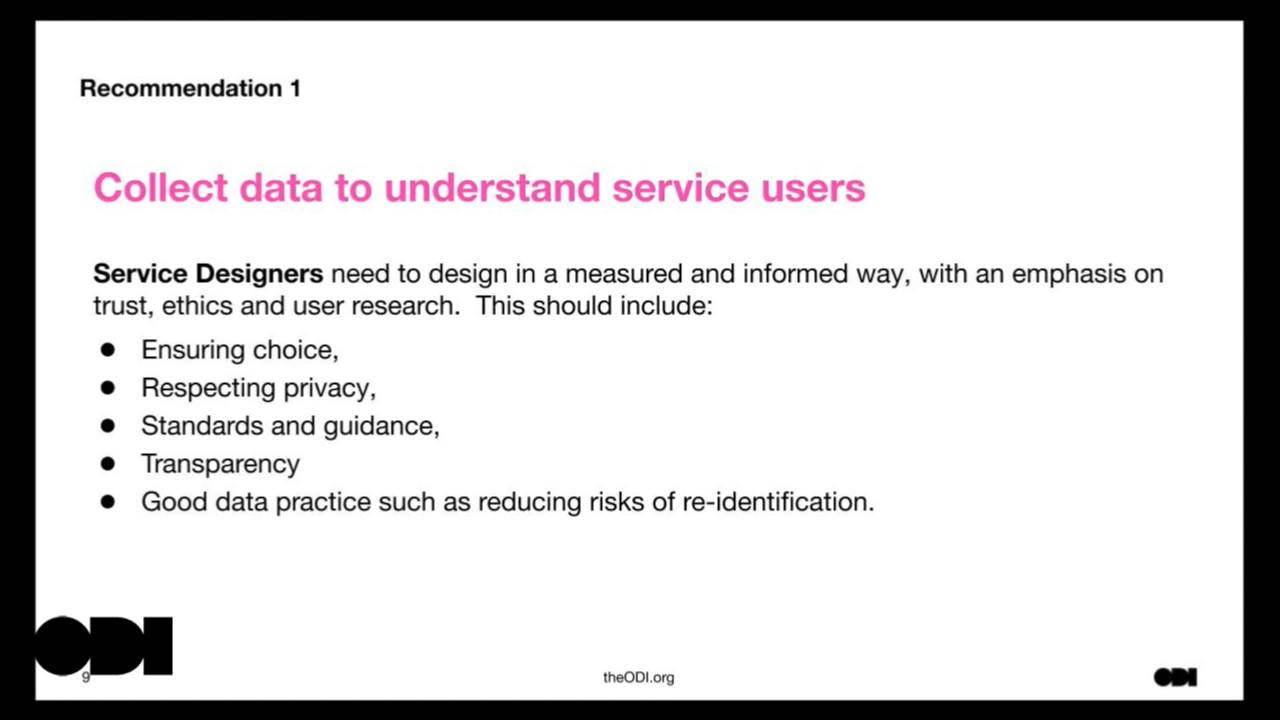 Recommendation 1
Collect data to understand service users
Service Designers need to design in a measured and informed way, with an emphasis on
trust, ethics and user research.  This should include:
● Ensuring choice,
● Respecting privacy,
● Standards and guidance,
● Transparency
● Good data practice such as reducing risks of re-identification.
ODI
9
theODI.org
ODI